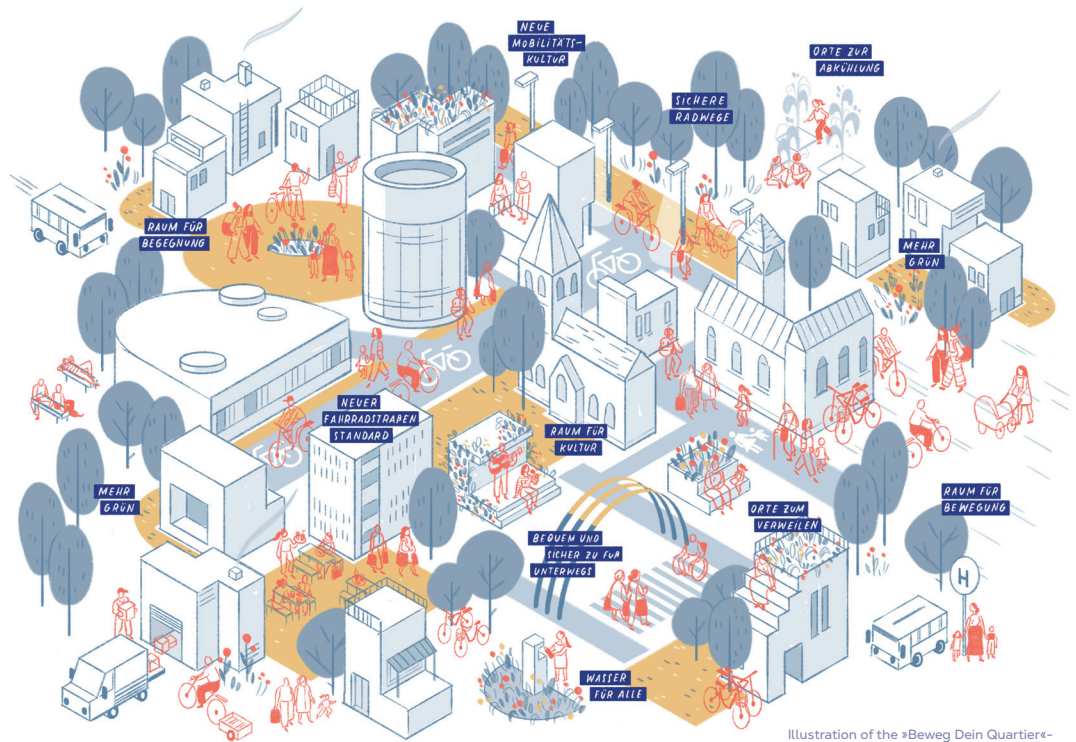 NEUE
MOBILITÄTS-
KULTUR
ORTE ZUR
ABKÜHLUNG
SICHERE
RADWEGE
RAUM FÜR
BEGEGNUNG
MEHR
GRÜN
NEUER
FAHRRADSTRAßEN
STANDARD
RAUM FÜR
KULTUR
MEHR
GRÜN
BEQUEM UND
SICHER ZU FUß
UNTERWEGS
ORTE ZUM
VERWEILEN
RAUM FÜR
BEWEGUNG
H
WASSER
FÜR ALLE
Illustration of the »Beweg Dein Quartier«-